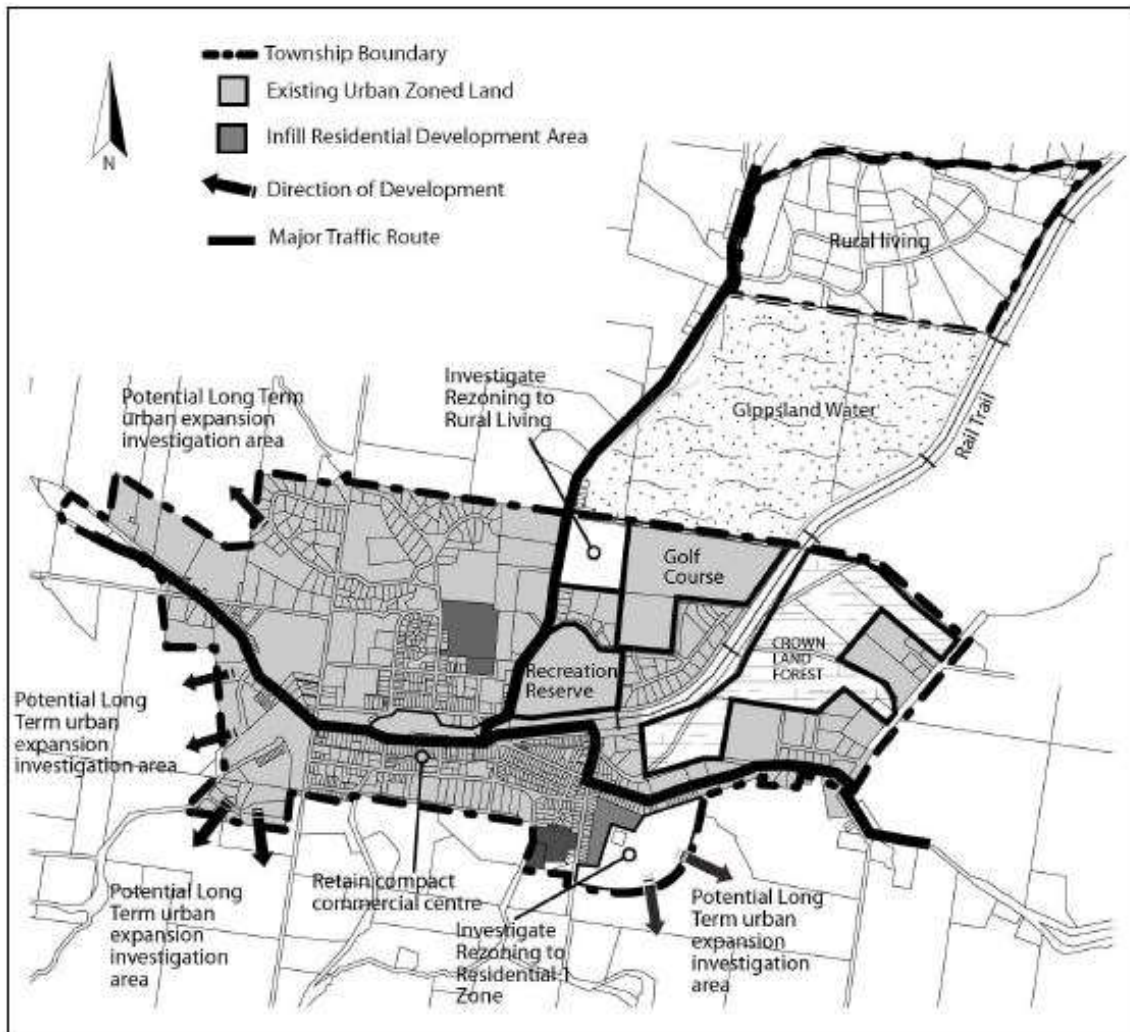 Township Boundary
Existing Urban Zoned Land
Infill Residential Development Area
Direction of Development
Major Traffic Route
N
Rural living
Gippsland Water
Rail Trail
Investigate
Rezoning to
Rural Living
Potential Long Term
urban expansion
investigation area
Golf
Course
CROWN
LAND
FOREST
Recreation
Reserve
Potential Long
Term urban
expansion
investigation area
Retain compact
commercial centre
Potential Long
Term urban
expansion
investigation
area
Investigate
Rezoning to
Residential 1
Zone
Potential Long
Term urban
expansion
investigation
area